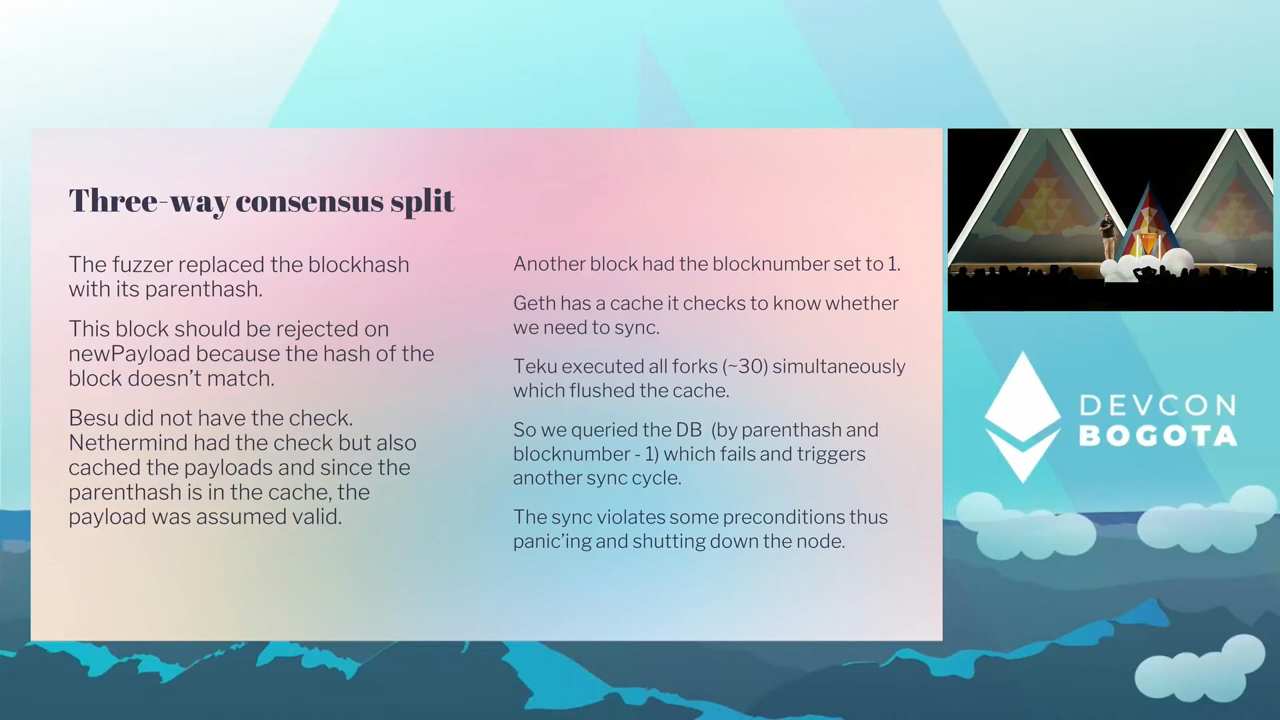 Three-way consensus split
The fuzzer replaced the blockhash
with its parenthash.
This block should be rejected on
newPayload because the hash of the
block doesn't match.
Besu did not have the check.
Nethermind had the check but also
cached the payloads and since the
parenthash is in the cache, the
payload was assumed valid.
Another block had the blocknumber set to 1.
Geth has a cache it checks to know whether
we need to sync.
Teku executed all forks (~30) simultaneously
which flushed the cache.
So we queried the DB  (by parenthash and
blocknumber - 1) which fails and triggers
another sync cycle.
The sync violates some preconditions thus
panic'ing and shutting down the node.
DEVCON
BOGOTA